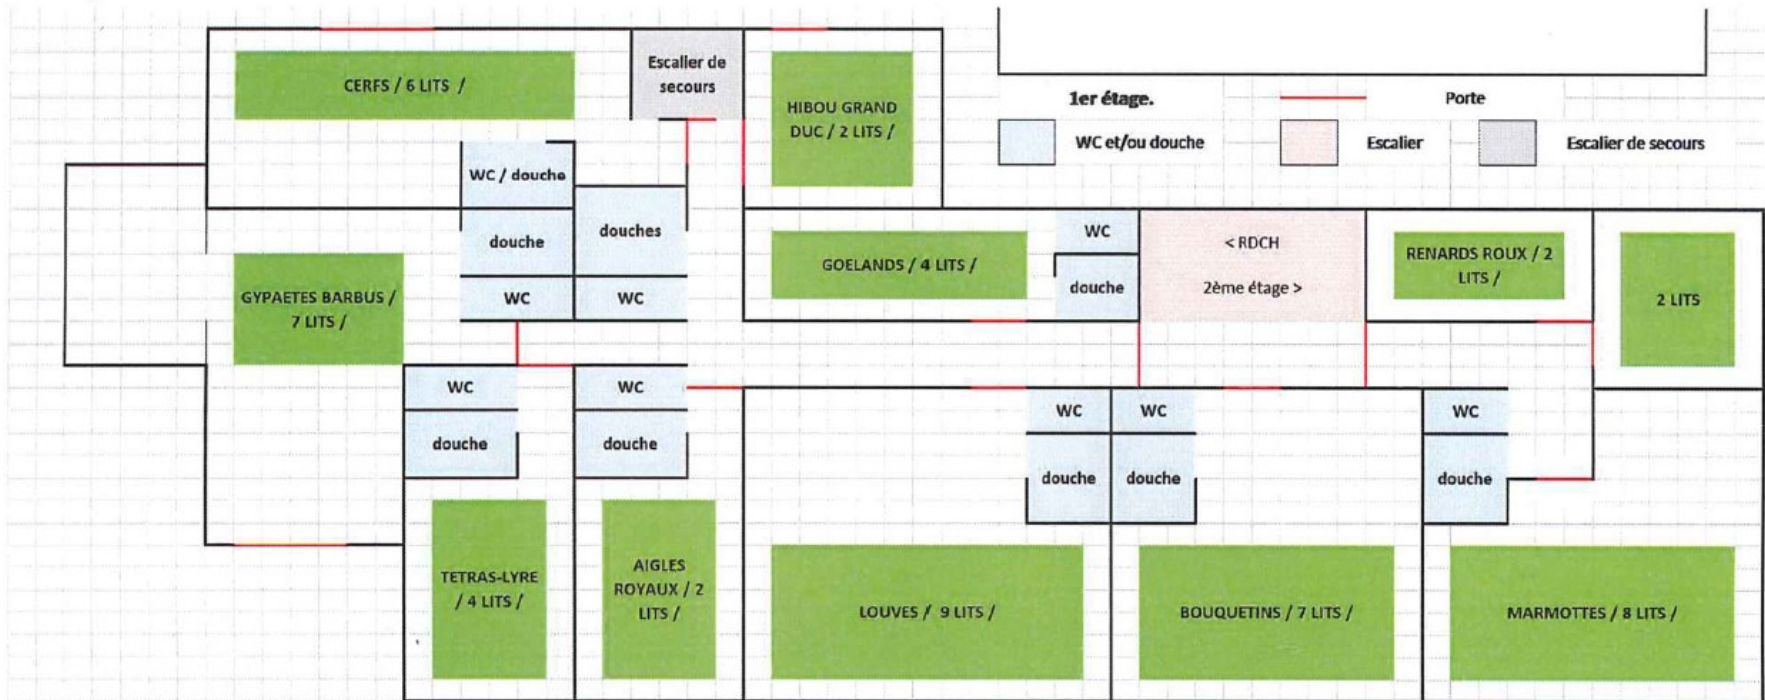 CERFS / 6 LITS /
Escalier de
secours
HIBOU GRAND
DUC / 2 LITS /
1er étage.
Porte
WC et/ou douche
Escalier
Escalier de secours
WC / douche
douche
douches
WC
WC
GYPAETES BARBUS /
7 LITS /
GOELANDS / 4 LITS /
WC
douche
< RDCH
2ème étage >
RENARDS ROUX / 2
LITS /
2 LITS
WC
douche
WC
douche
WC
douche
WC
douche
WC
douche
TETRAS-LYRE
/ 4 LITS /
AIGLES
ROYAUX / 2
LITS /
LOUVES / 9 LITS /
BOUQUETINS / 7 LITS /
MARMOTTES / 8 LITS /